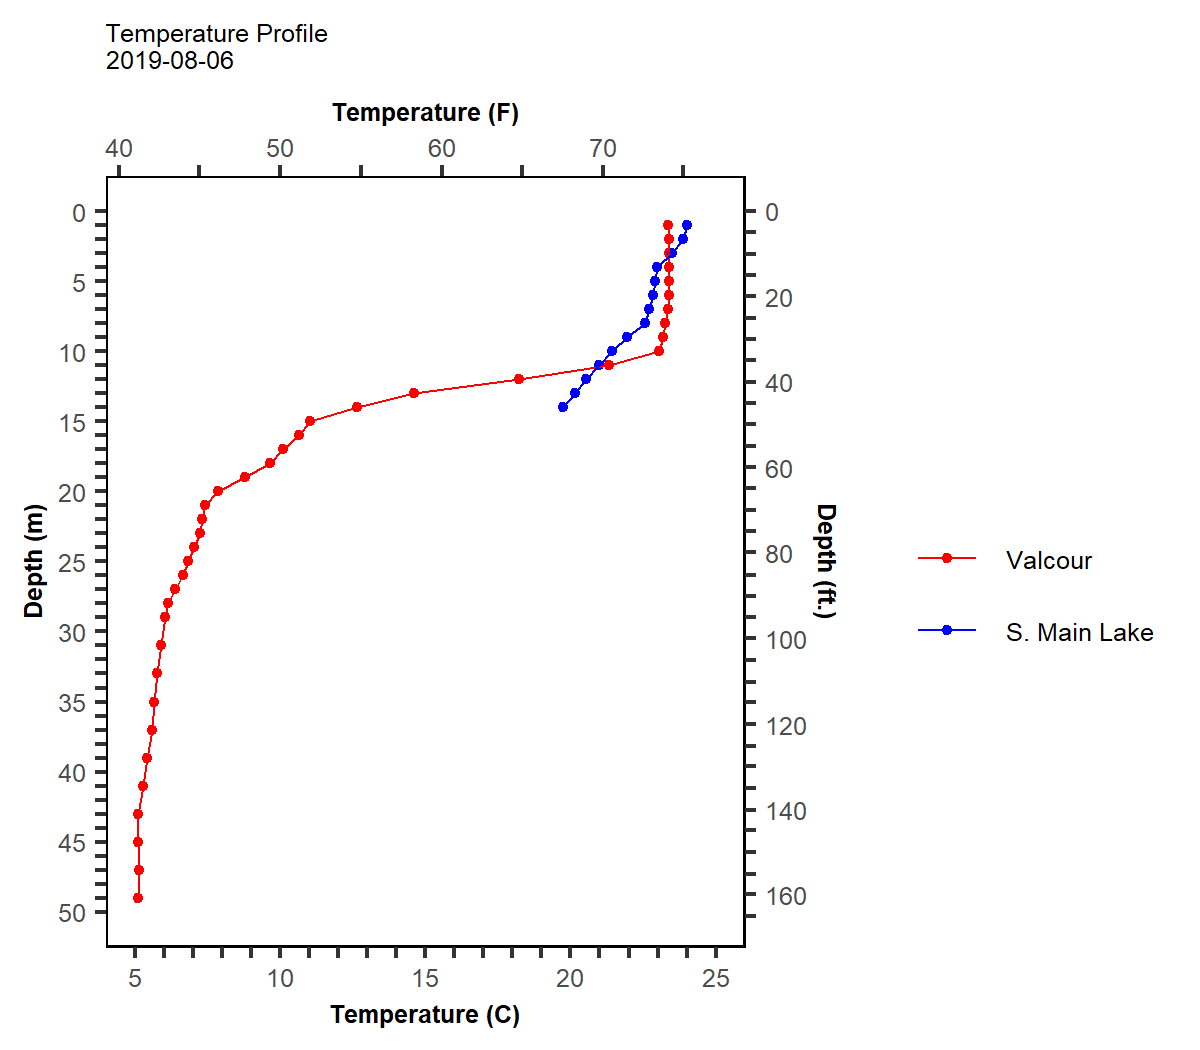 Temperature Profile
2019-08-06
Temperature (F)
40 50 60 70
0
5
10
15
20
25
30
35
40
45
50
Depth (m)
0
20
40
60
80
100
120
140
160
Depth (ft.)
Valcour
S. Main Lake
5 10 15 20 25
Temperature (C)